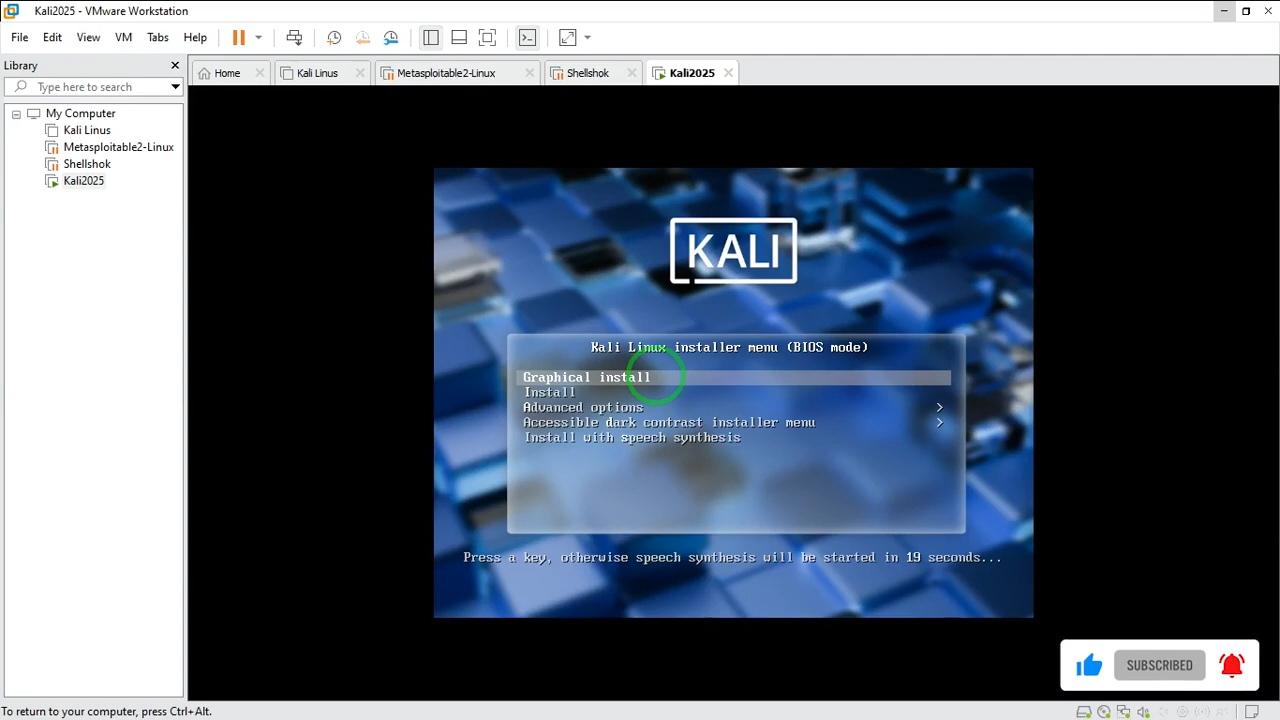 Kali2025 - VMware Workstation
File Edit View VM Tabs Help
Library
Type here to search
My Computer
Kali Linus
Metasploitable2-Linux
Shellshok
Kali2025
Home Kali Linus Metasploitable2-Linux Shellshok Kali2025
KALI
Kali Linux installer menu (BIOS mode)
Graphical install
Install
Advanced options >
Accessible dark contrast installer menu >
Install with speech synthesis
Press a key, otherwise speech synthesis will be started in 19 seconds...
SUBSCRIBED
To return to your computer, press Ctrl+Alt.